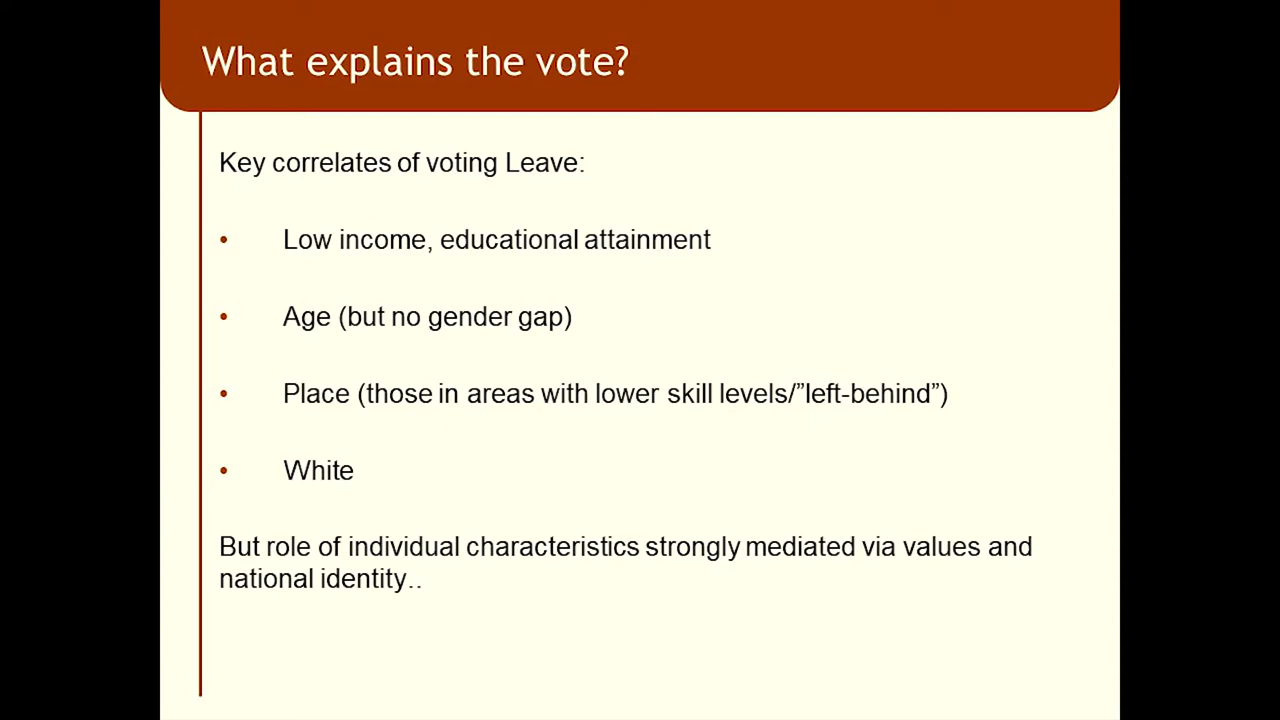 What explains the vote?
Key correlates of voting Leave:
• Low income, educational attainment
• Age (but no gender gap)
• Place (those in areas with lower skill levels/”left-behind”)
• White
But role of individual characteristics strongly mediated via values and
national identity..